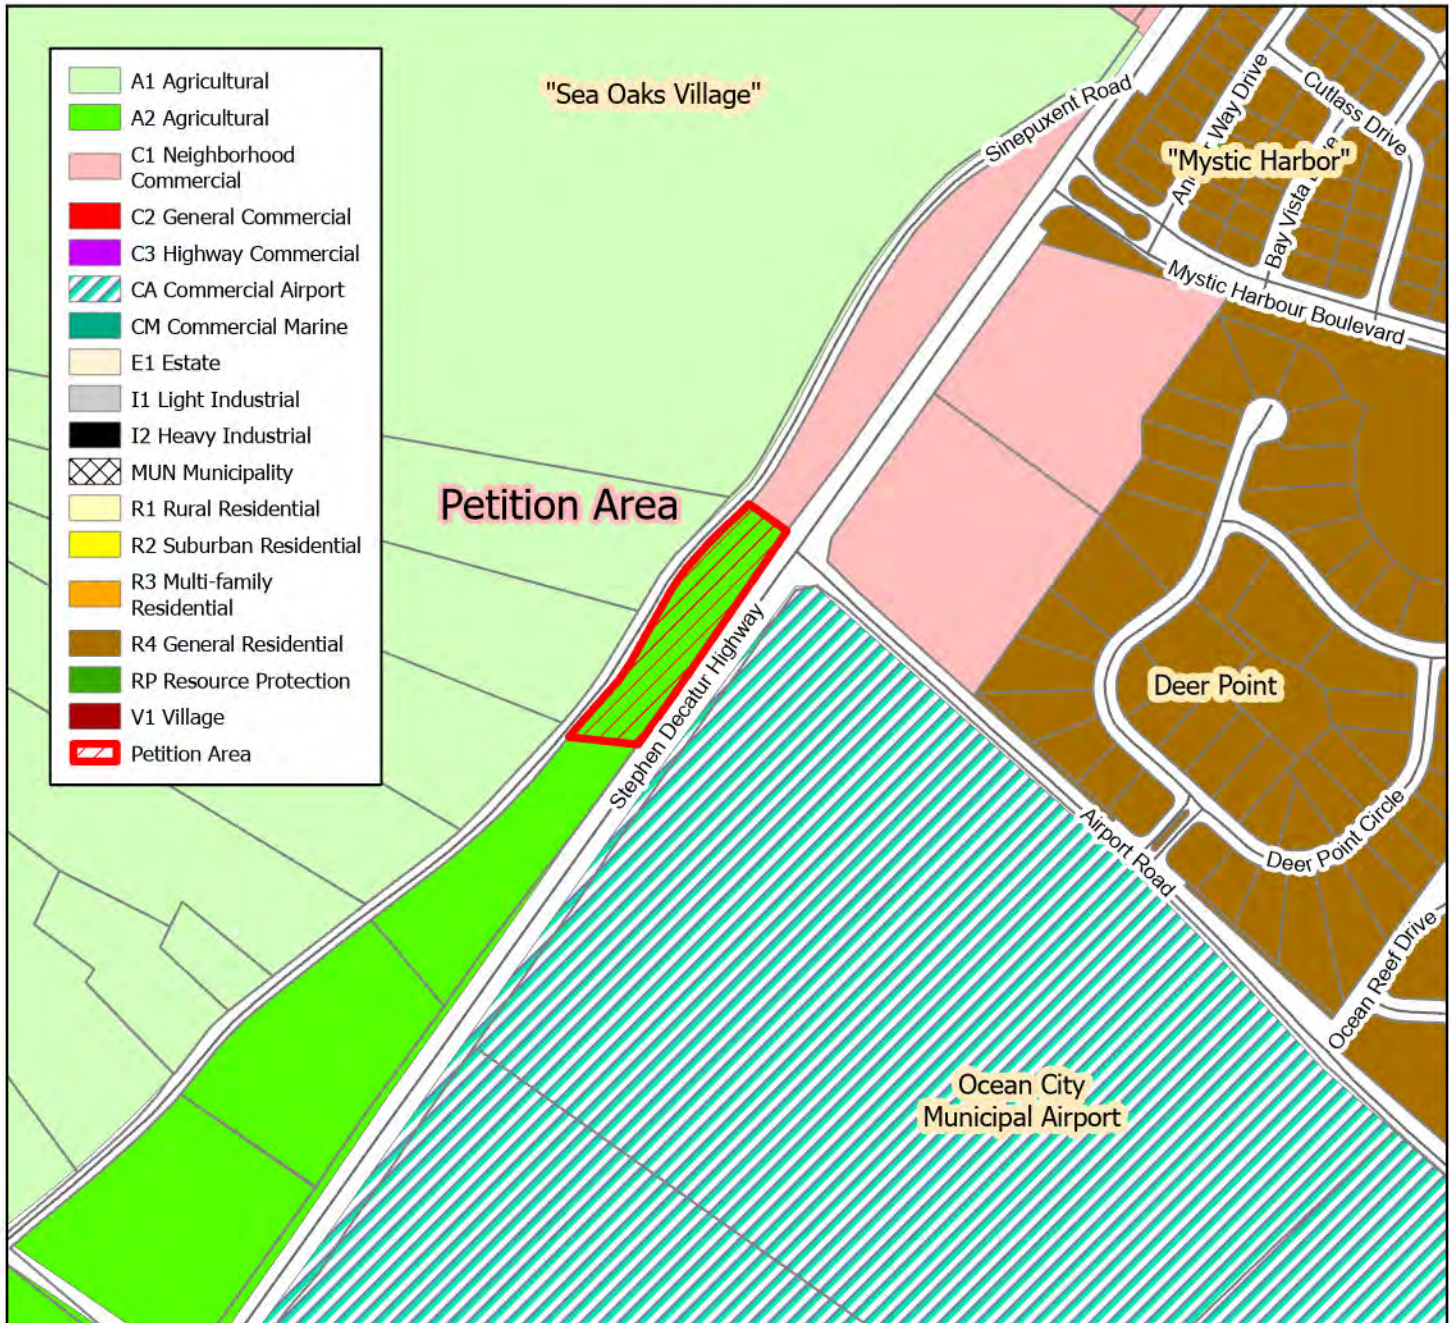 A1 Agricultural
A2 Agricultural
C1 Neighborhood
Commercial
C2 General Commercial
C3 Highway Commercial
CA Commercial Airport
CM Commercial Marine
E1 Estate
I1 Light Industrial
I2 Heavy Industrial
MUN Municipality
R1 Rural Residential
R2 Suburban Residential
R3 Multi-family
Residential
R4 General Residential
RP Resource Protection
V1 Village
Petition Area
"Sea Oaks Village"
Sinepuxent Road
Way Drive
Cutlass Drive
"Mystic Harbor"
Bay Vista
Mystic Harbour Boulevard
Petition Area
Stephen Decatur Highway
Deer Point
Airport Road
Deer Point Circle
Ocean Reef Drive
Ocean City
Municipal Airport